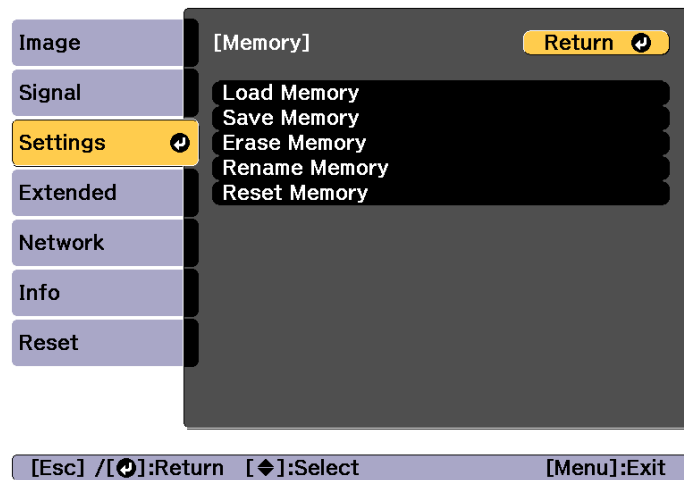 Image
Signal
Settings
Extended
Network
Info
Reset
[Memory]
Return
Load Memory
Save Memory
Erase Memory
Rename Memory
Reset Memory
[Esc] /[⏎]:Return [◆]:Select [Menu]:Exit